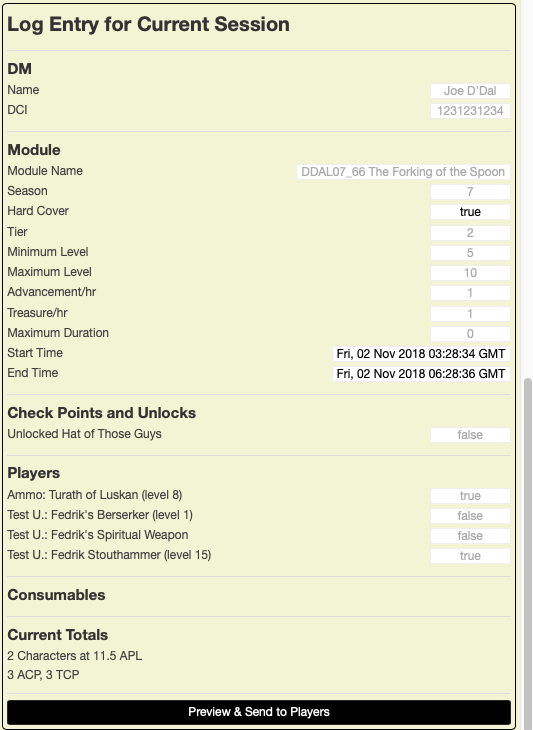 Log Entry for Current Session
DM
Name Joe D'Dal
DCI 1231231234
Module
Module Name DDAL07_66 The Forking of the Spoon
Season 7
Hard Cover true
Tier 2
Minimum Level 5
Maximum Level 10
Advancement/hr 1
Treasure/hr 1
Maximum Duration 0
Start Time Fri, 02 Nov 2018 03:28:34 GMT
End Time Fri, 02 Nov 2018 06:28:36 GMT
Check Points and Unlocks
Unlocked Hat of Those Guys false
Players
Ammo: Turath of Luskan (level 8) true
Test U.: Fedrik's Berserker (level 1) false
Test U.: Fedrik's Spiritual Weapon false
Test U.: Fedrik Stouthammer (level 15) true
Consumables
Current Totals
2 Characters at 11.5 APL
3 ACP, 3 TCP
Preview & Send to Players